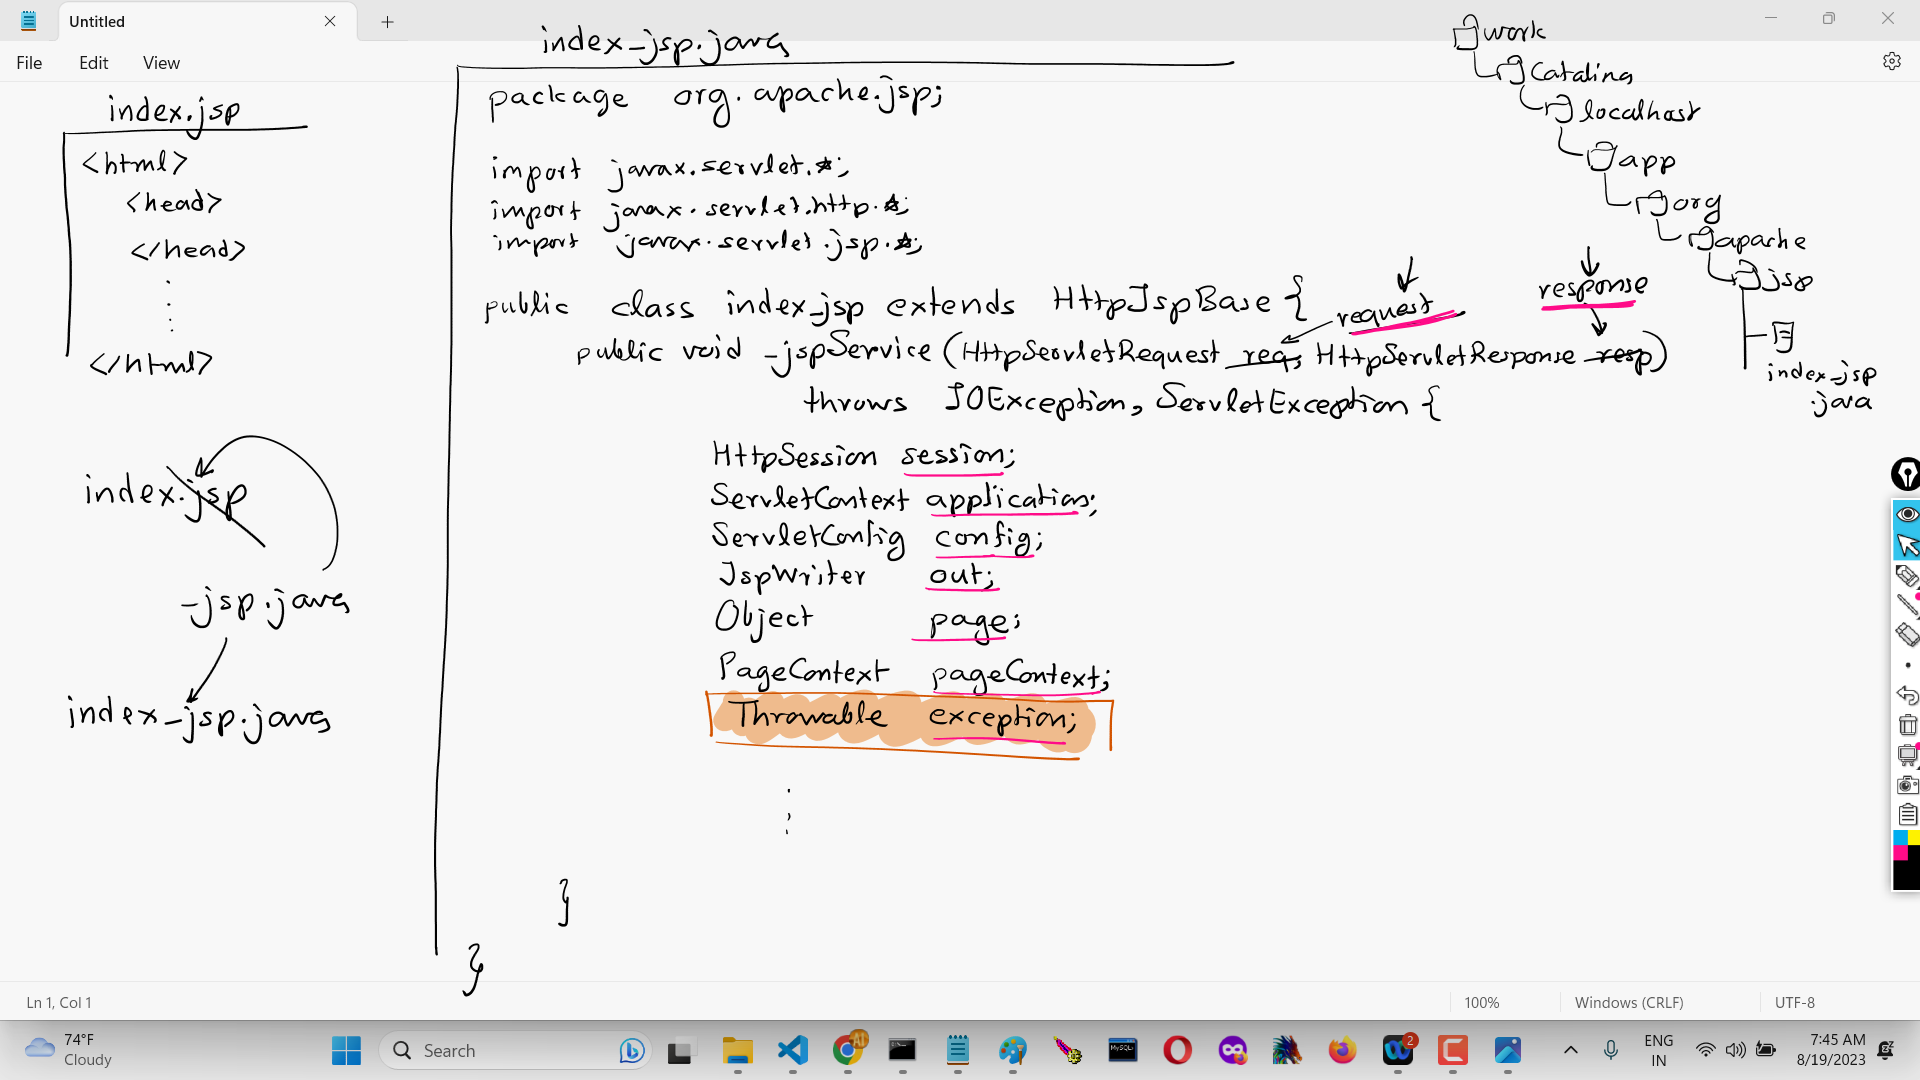 Untitled
File Edit View
index.jsp
<html>
<head>
</head>
</html>
index.jsp
_jsp.java
index_jsp.java
index_jsp.java
package org.apache.jsp;
import javax.servlet.*;
import javax.servlet.http.*;
import javax.servlet.jsp.*;
public class index_jsp extends HttpJspBase {
request
response
public void _jspService (HttpServletRequest req, HttpServletResponse resp)
throws IOException, ServletException {
HttpSession session;
ServletContext application;
ServletConfig config;
JspWriter out;
Object page;
PageContext pageContext;
Throwable exception;
}
}
work
Catalina
localhost
app
org
apache
jsp
index_jsp
.java
Ln 1, Col 1
100%
Windows (CRLF)
UTF-8
74°F
Cloudy
Search
AI
MySQL
2
ENG
IN
7:45 AM
8/19/2023